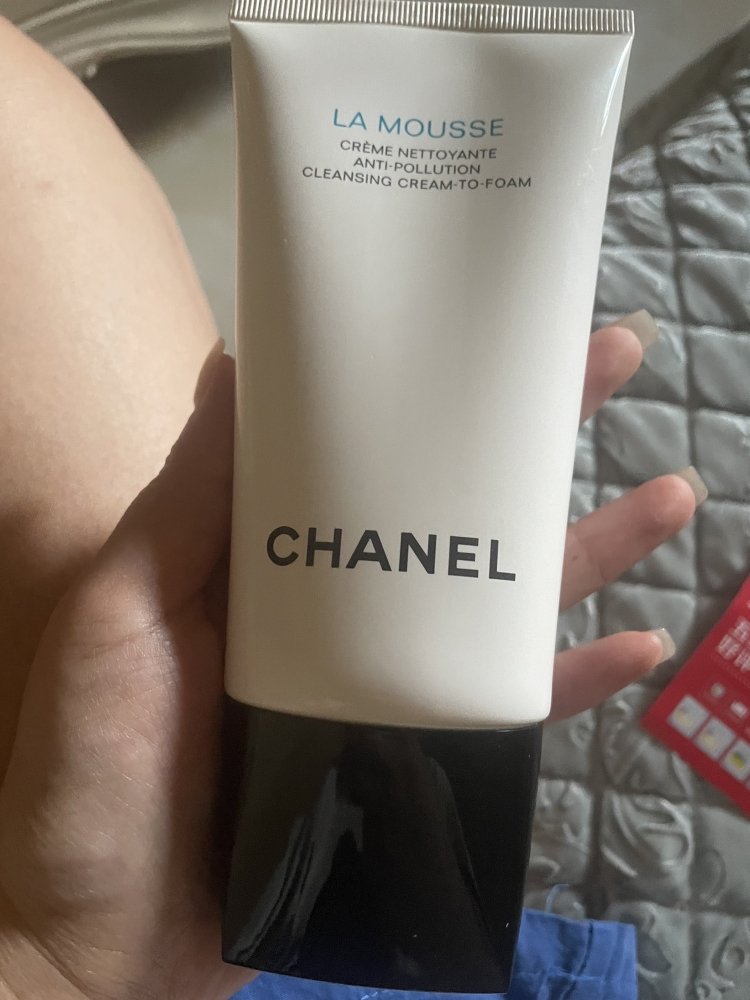 LA MOUSSE
CRÈME NETTOYANTE
ANTI-POLLUTION
CLEANSING CREAM-TO-FOAM
CHANEL